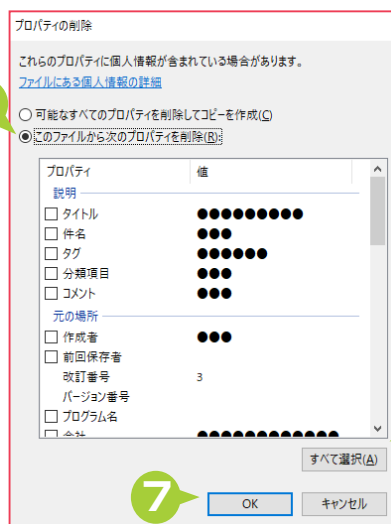 プロパティの削除
これらのプロパティに個人情報が含まれている場合があります。
ファイルにある個人情報の詳細
可能なすべてのプロパティを削除してコピーを作成(C)
このファイルから次のプロパティを削除(R):
プロパティ 値
説明
タイトル ●●●●●●●●●
件名 ●●●
タグ ●●●●●●
分類項目 ●●●
コメント ●●●
元の場所
作成者 ●●●
前回保存者
改訂番号 3
バージョン番号
プログラム名
会社 ●●●●●●●●●●●●
すべて選択(A)
7 OK キャンセル